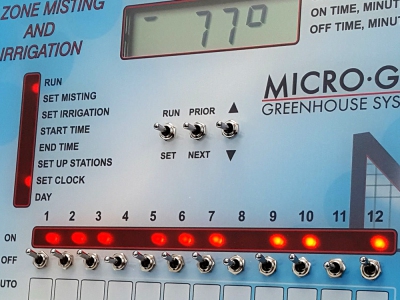 ZONE MISTING
AND
IRRIGATION
- 77°
ON TIME, MINUT
OFF TIME, MINUT
RUN
SET MISTING
SET IRRIGATION
START TIME
END TIME
SET UP STATIONS
SET CLOCK
DAY
RUN PRIOR ▲
SET NEXT ▼
MICRO·G
GREENHOUSE SYS
1 2 3 4 5 6 7 8 9 10 11 12
ON
OFF
AUTO